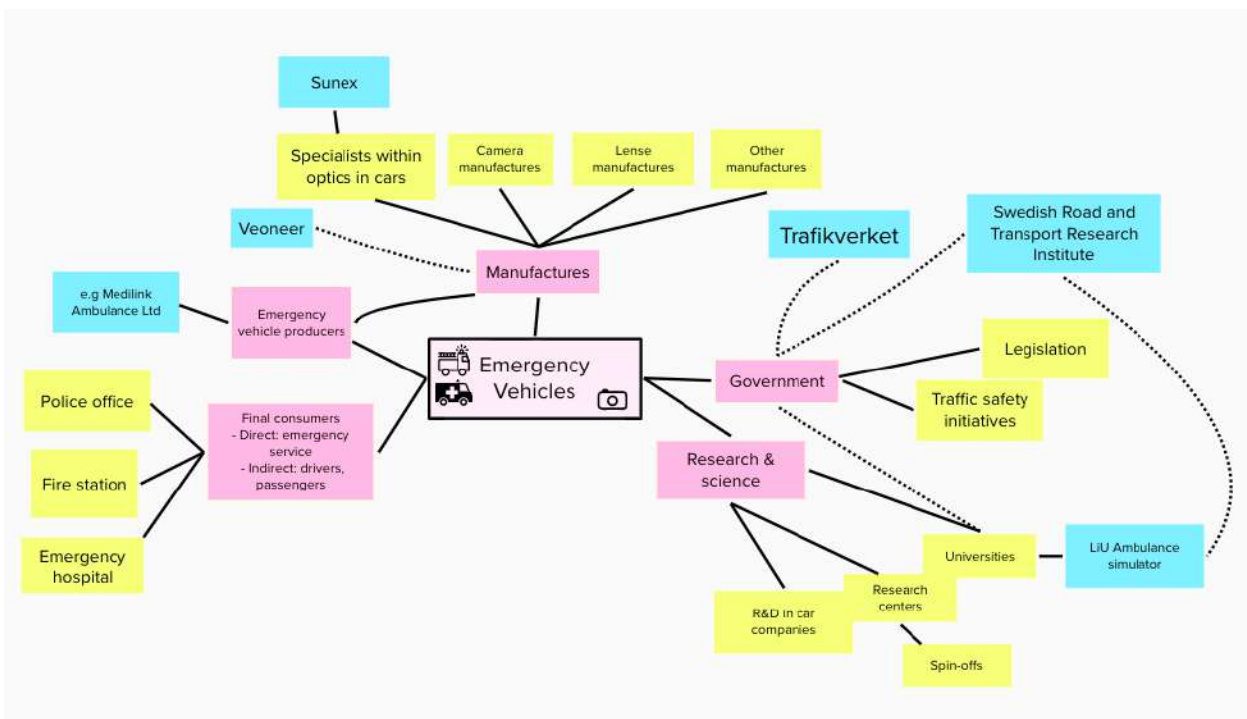 Sunex
Specialists within
optics in cars
Camera
manufactures
Lense
manufactures
Other
manufactures
Veoneer
Manufactures
Trafikverket
Swedish Road and
Transport Research
Institute
e.g Medilink
Ambulance Ltd
Emergency
vehicle producers
Emergency
Vehicles
Government
Legislation
Traffic safety
initiatives
Police office
Fire station
Emergency
hospital
Final consumers
- Direct: emergency
service
- Indirect: drivers,
passengers
Research &
science
Universities
LiU Ambulance
simulator
Research
centers
R&D in car
companies
Spin-offs